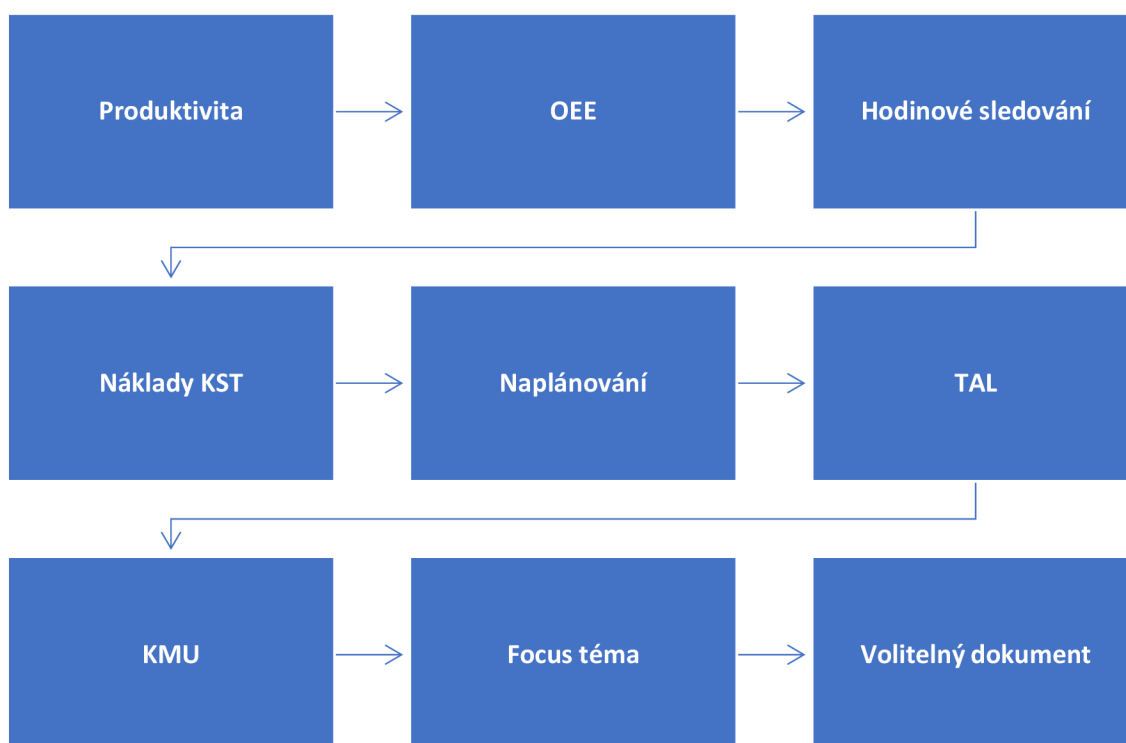 Produktivita
OEE
Hodinové sledování
Náklady KST
Naplánování
TAL
KMU
Focus téma
Volitelný dokument